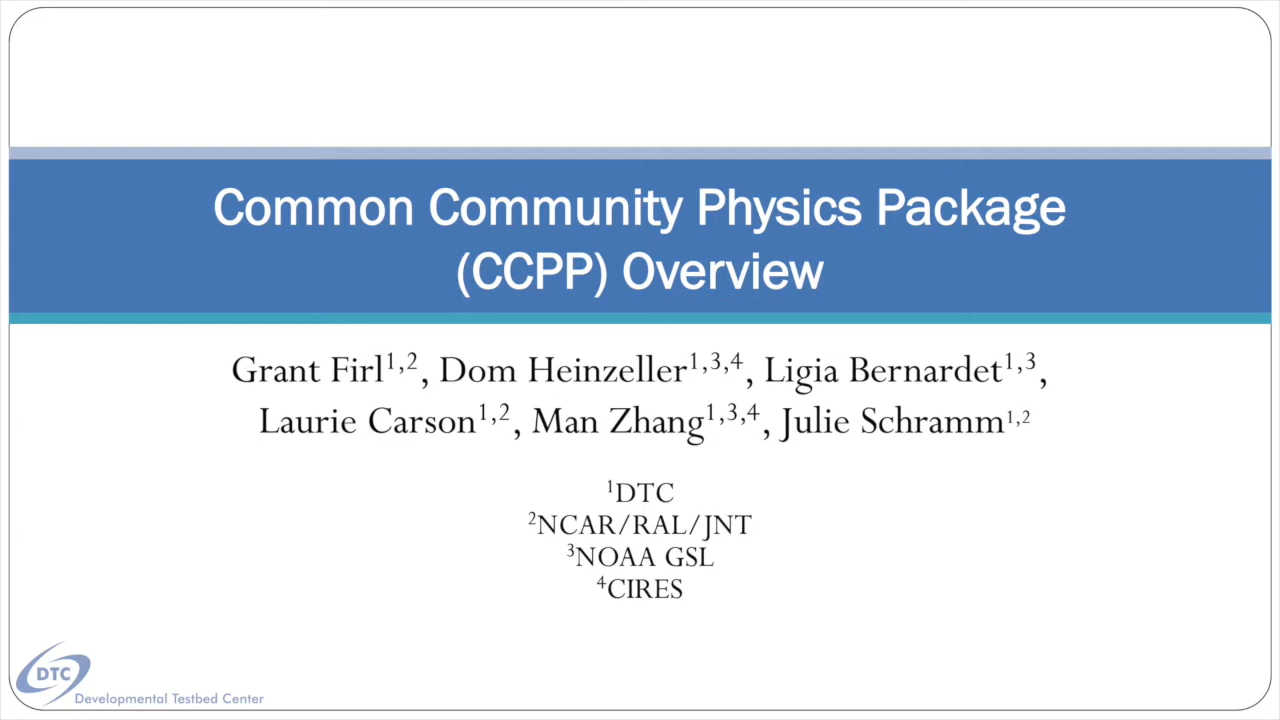 Common Community Physics Package
(CCPP) Overview
Grant Firl1,2, Dom Heinzeller1,3,4, Ligia Bernardet1,3,
Laurie Carson1,2, Man Zhang1,3,4, Julie Schramm1,2
1DTC
2NCAR/RAL/JNT
3NOAA GSL
4CIRES
DTC
Developmental Testbed Center